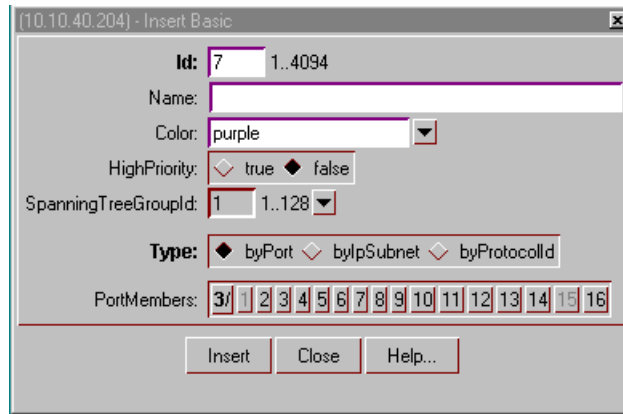 (10.10.40.204) - Insert Basic
Id: 7 1..4094
Name:
Color: purple
HighPriority: true false
SpanningTreeGroupId: 1 1..128
Type: byPort byIpSubnet byProtocolId
PortMembers: 3/ 1 2 3 4 5 6 7 8 9 10 11 12 13 14 15 16
Insert Close Help...